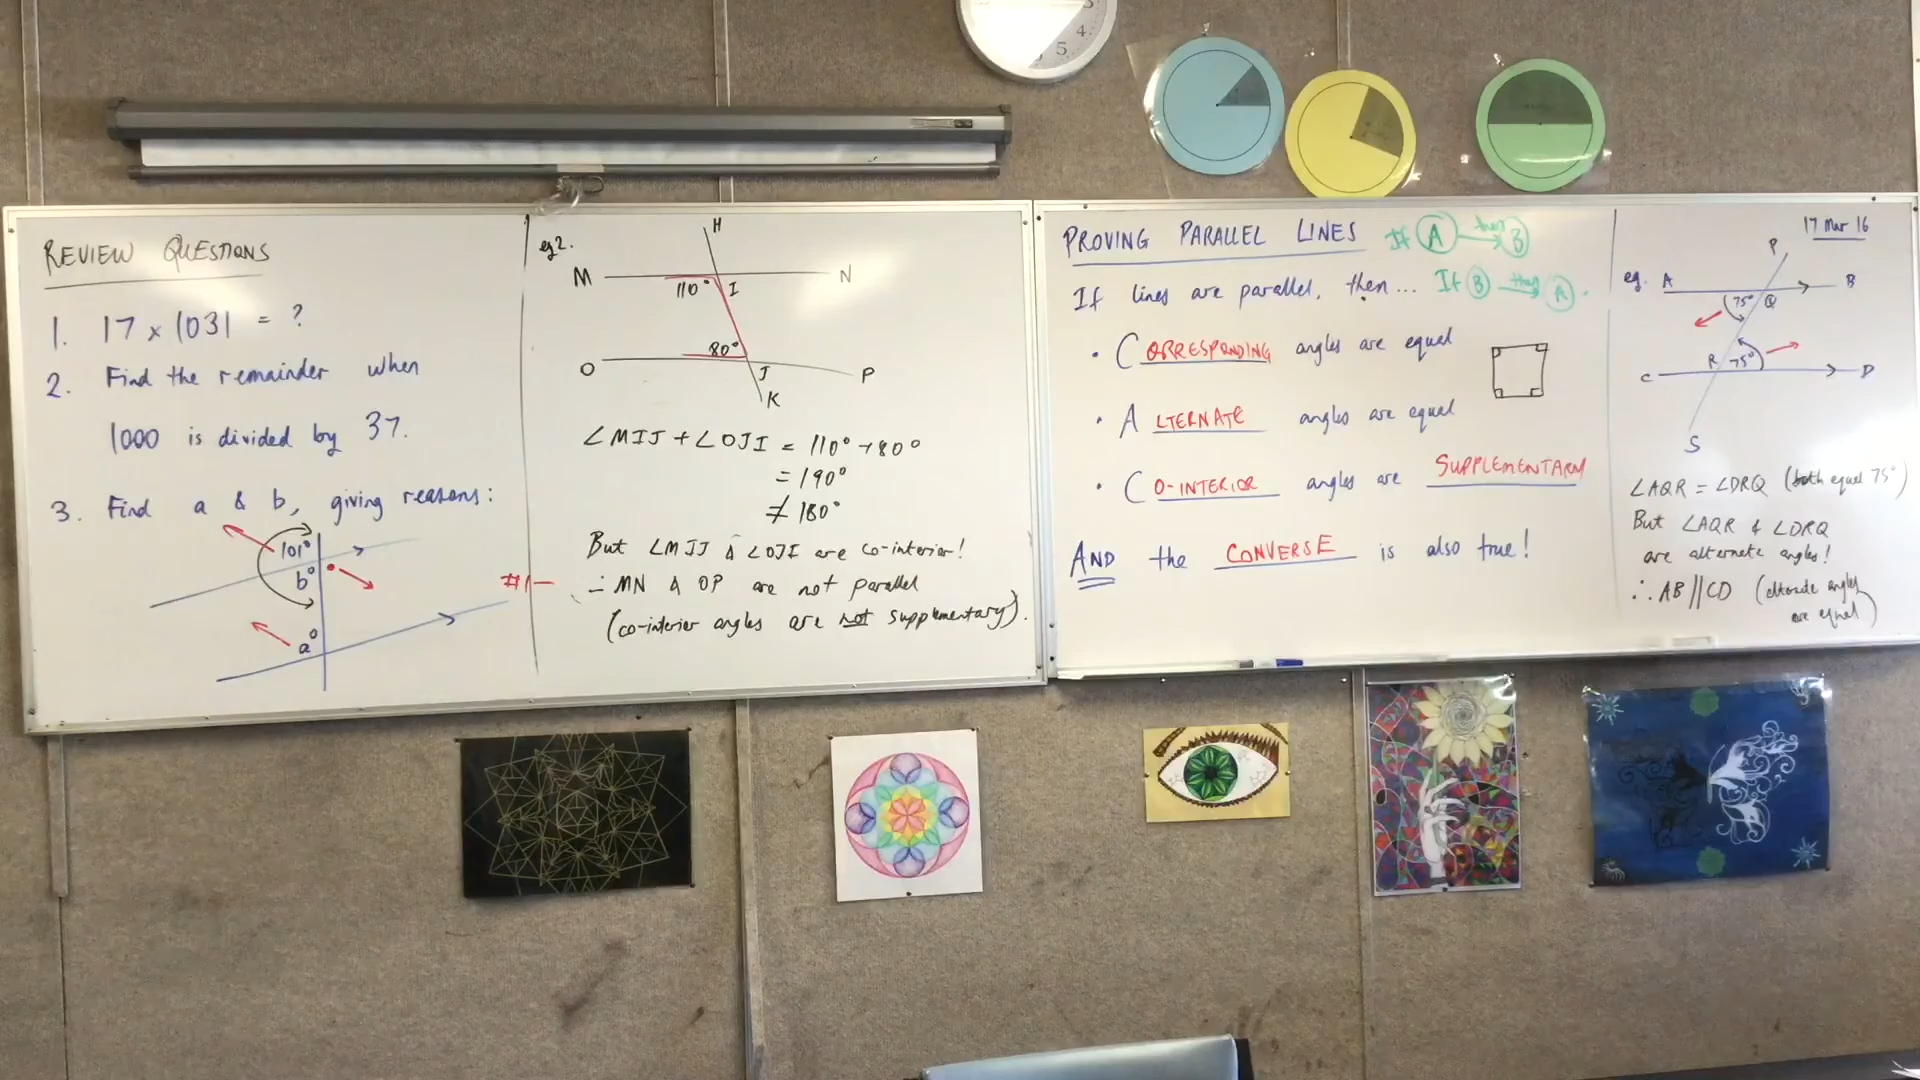 REVIEW QUESTIONS
1. 17 × 1031 = ?
2. Find the remainder when
1000 is divided by 37.
3. Find a & b, giving reasons:
101°
b°
a°
#1
eg2.
H
M
N
110°
I
80°
O
J
P
K
∠MIJ + ∠OJI = 110° + 80°
= 190°
≠ 180°
But ∠MIJ & ∠OJI are co-interior!
∴ MN & OP are not parallel
(co-interior angles are not supplementary).
PROVING PARALLEL LINES
If A then B
If lines are parallel, then...
If B then A.
• CORRESPONDING angles are equal
• ALTERNATE angles are equal
• CO-INTERIOR angles are SUPPLEMENTARY
AND the CONVERSE is also true!
17 Mar 16
P
eg. A
B
75°
Q
R
75°
C
D
S
∠AQR = ∠DRQ (both equal 75°)
But ∠AQR & ∠DRQ
are alternate angles!
∴ AB // CD (alternate angles
are equal)
3
4
5